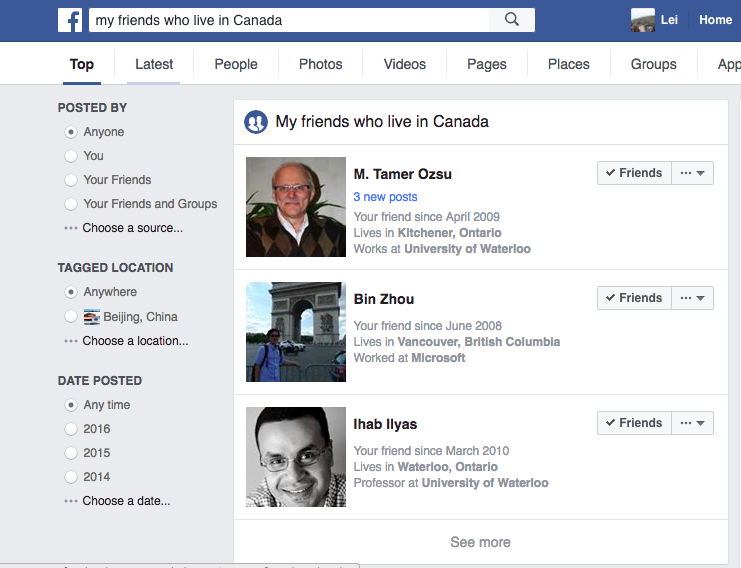 f my friends who live in Canada Lei Home
Top Latest People Photos Videos Pages Places Groups App
POSTED BY
Anyone
You
Your Friends
Your Friends and Groups
Choose a source...
TAGGED LOCATION
Anywhere
Beijing, China
Choose a location...
DATE POSTED
Any time
2016
2015
2014
Choose a date...
My friends who live in Canada
M. Tamer Ozsu
Friends
3 new posts
Your friend since April 2009
Lives in Kitchener, Ontario
Works at University of Waterloo
Bin Zhou
Friends
Your friend since June 2008
Lives in Vancouver, British Columbia
Worked at Microsoft
Ihab Ilyas
Friends
Your friend since March 2010
Lives in Waterloo, Ontario
Professor at University of Waterloo
See more